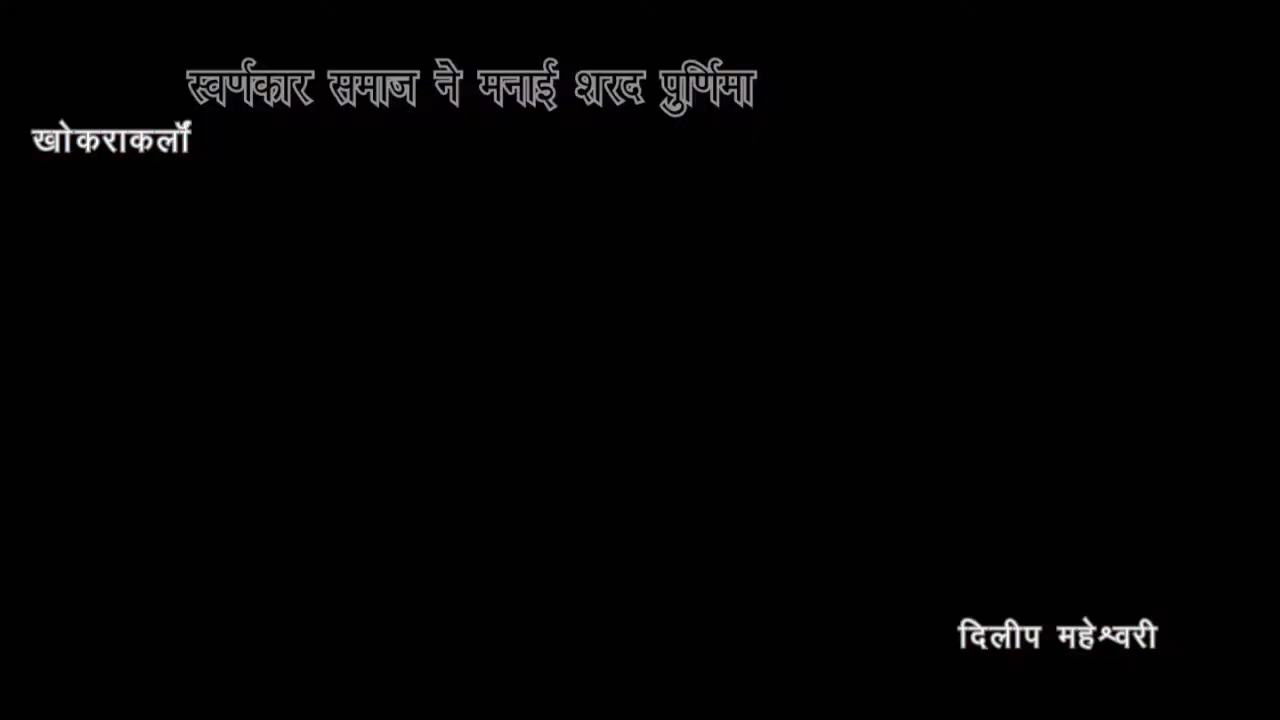 स्वर्णकार समाज ने मनाई शरद पुर्णिमा
खोकराकलाॅं
दिलीप महेश्वरी